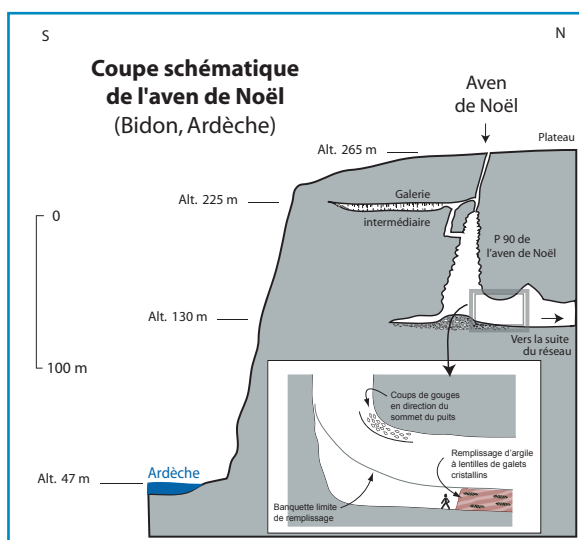 S
N
Coupe schématique
de l'aven de Noël
(Bidon, Ardèche)
Aven
de Noël
Plateau
Alt. 265 m
Alt. 225 m
Galerie
intermédiaire
0
P 90 de
l'aven de Noël
Alt. 130 m
Vers la suite
du réseau
100 m
Coups de gouges
en direction du
sommet du puits
Remplissage d'argile
à lentilles de galets
cristallins
Ardèche
Alt. 47 m
Banquette limite
de remplissage